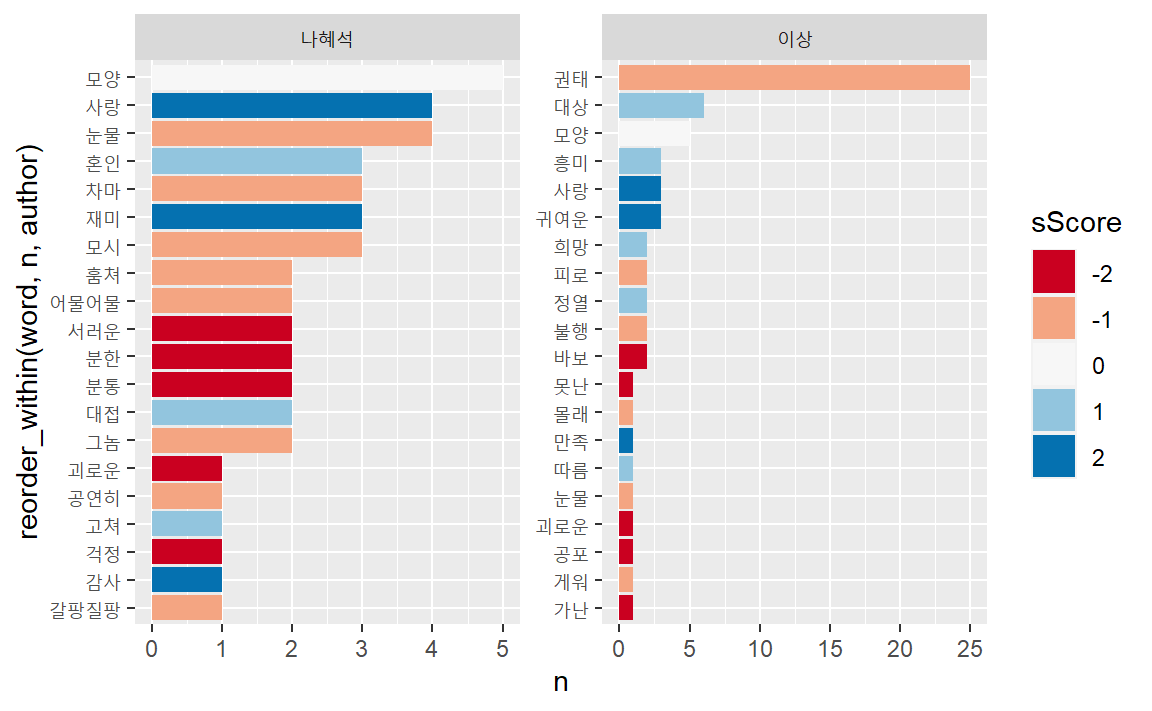 나혜석
모양
사랑
눈물
혼인
차마
재미
모시
훔쳐
어물어물
서러운
분한
분통
대접
그놈
괴로운
공연히
고쳐
걱정
감사
갈팡질팡
0 1 2 3 4 5
이상
권태
대상
모양
흥미
사랑
귀여운
희망
피로
정열
불행
바보
못난
몰래
만족
따름
눈물
괴로운
공포
게워
가난
0 5 10 15 20 25
n
reorder_within(word, n, author)
sScore
-2
-1
0
1
2